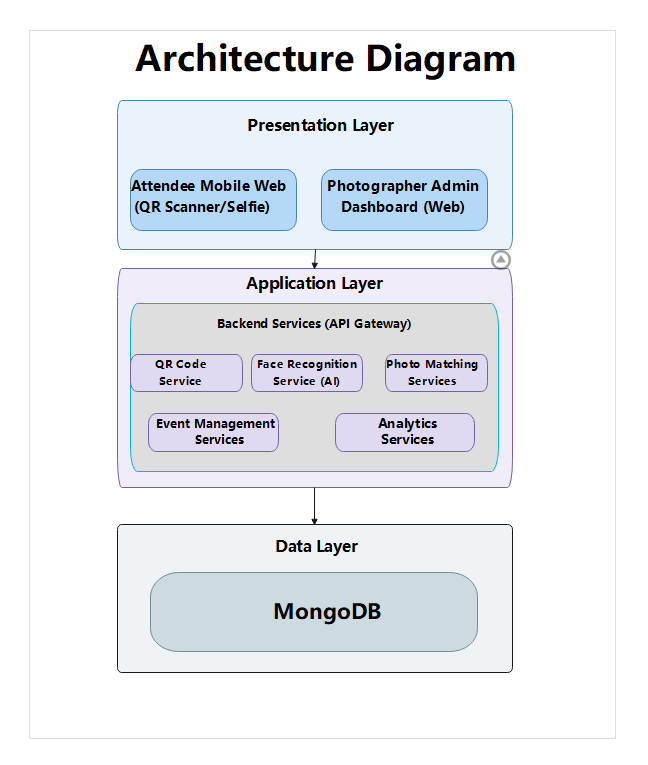 Architecture Diagram
Presentation Layer
Attendee Mobile Web
(QR Scanner/Selfie)
Photographer Admin
Dashboard (Web)
Application Layer
Backend Services (API Gateway)
QR Code
Service
Face Recognition
Service (AI)
Photo Matching
Services
Event Management
Services
Analytics
Services
Data Layer
MongoDB